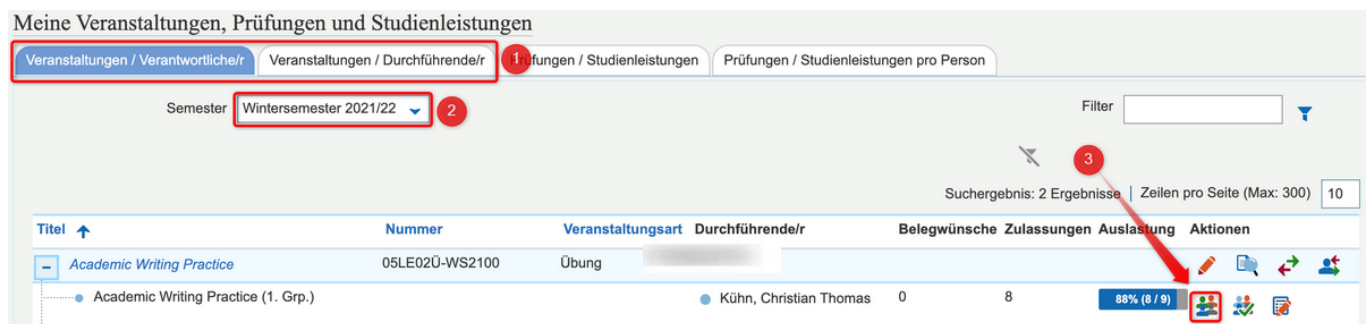 Meine Veranstaltungen, Prüfungen und Studienleistungen
Veranstaltungen / Verantwortliche/r Veranstaltungen / Durchführende/r 1 Prüfungen / Studienleistungen Prüfungen / Studienleistungen pro Person
Semester Wintersemester 2021/22 2 Filter
3
Suchergebnis: 2 Ergebnisse | Zeilen pro Seite (Max: 300) 10
Titel Nummer Veranstaltungsart Durchführende/r Belegwünsche Zulassungen Auslastung Aktionen
Academic Writing Practice 05LE02Ü-WS2100 Übung
Academic Writing Practice (1. Grp.) Kühn, Christian Thomas 0 8 88% (8 / 9)